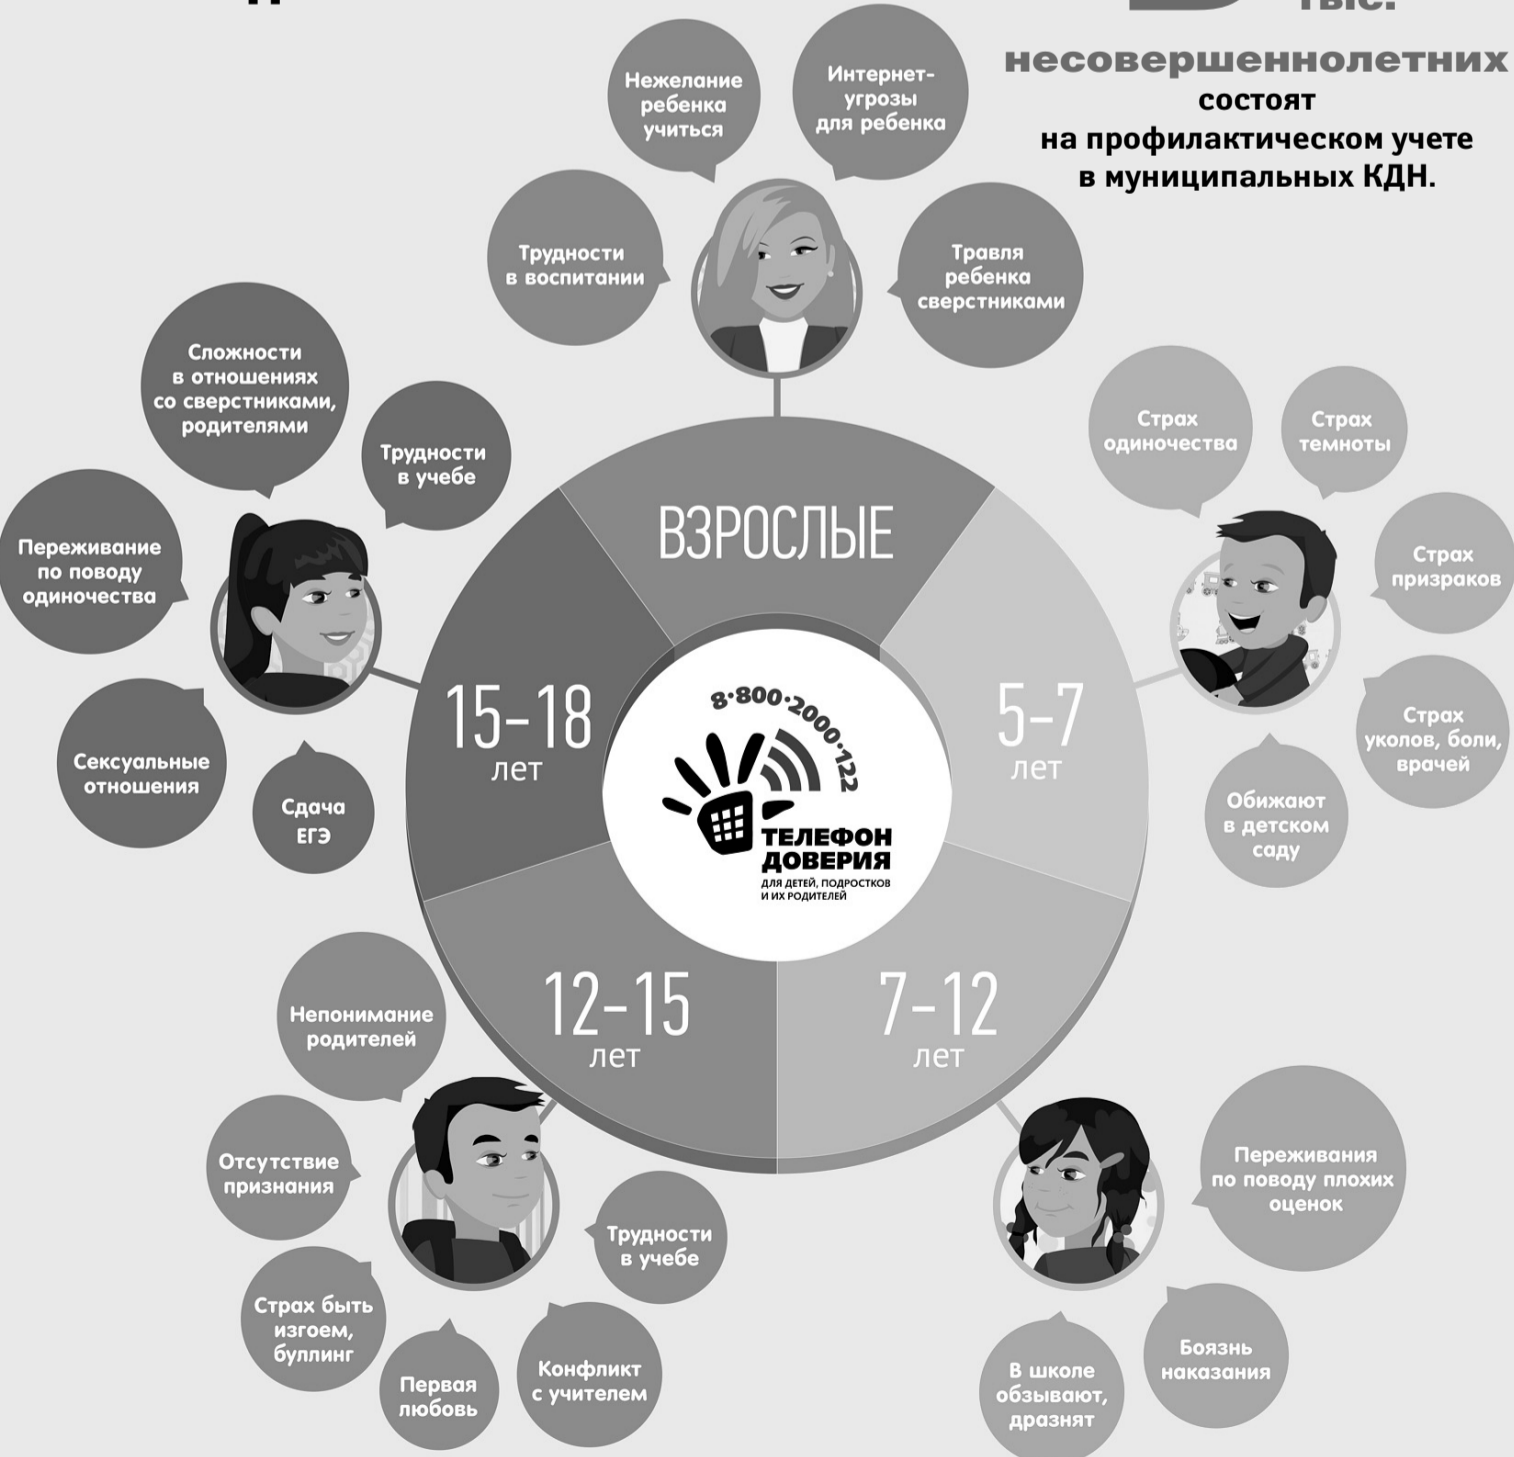 тыс.
несовершеннолетних
состоят
на профилактическом учете
в муниципальных КДН.
Нежелание
ребенка
учиться
Интернет-
угрозы
для ребенка
Трудности
в воспитании
Травля
ребенка
сверстниками
Сложности
в отношениях
со сверстниками,
родителями
Трудности
в учебе
Переживание
по поводу
одиночества
Сексуальные
отношения
Сдача
ЕГЭ
Страх
одиночества
Страх
темноты
Страх
призраков
Страх
уколов, боли,
врачей
Обижают
в детском
саду
ВЗРОСЛЫЕ
15–18
лет
5–7
лет
8·800·2000·122
ТЕЛЕФОН
ДОВЕРИЯ
ДЛЯ ДЕТЕЙ, ПОДРОСТКОВ
И ИХ РОДИТЕЛЕЙ
12–15
лет
7–12
лет
Непонимание
родителей
Отсутствие
признания
Страх быть
изгоем,
буллинг
Первая
любовь
Конфликт
с учителем
Трудности
в учебе
Переживания
по поводу плохих
оценок
Боязнь
наказания
В школе
обзывают,
дразнят